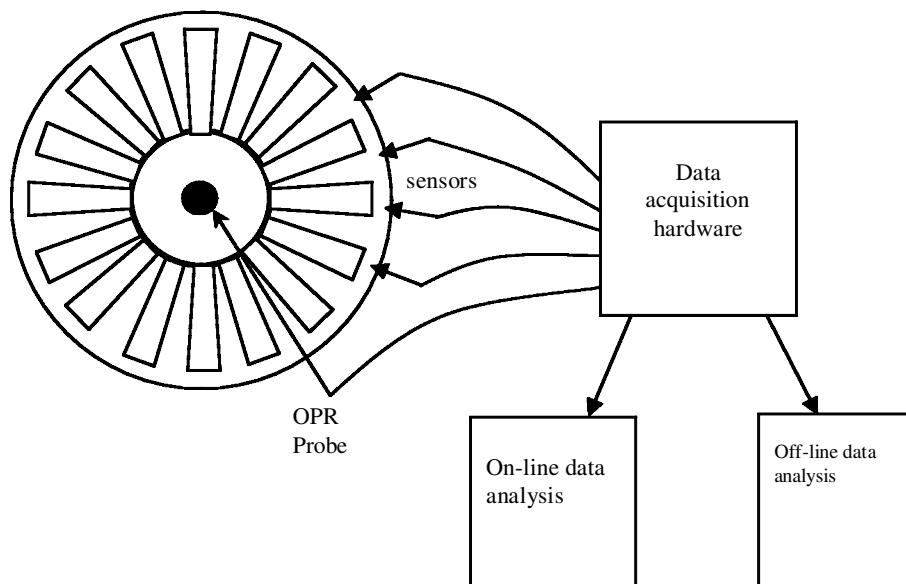 sensors
Data
acquisition
hardware
OPR
Probe
On-line data
analysis
Off-line data
analysis